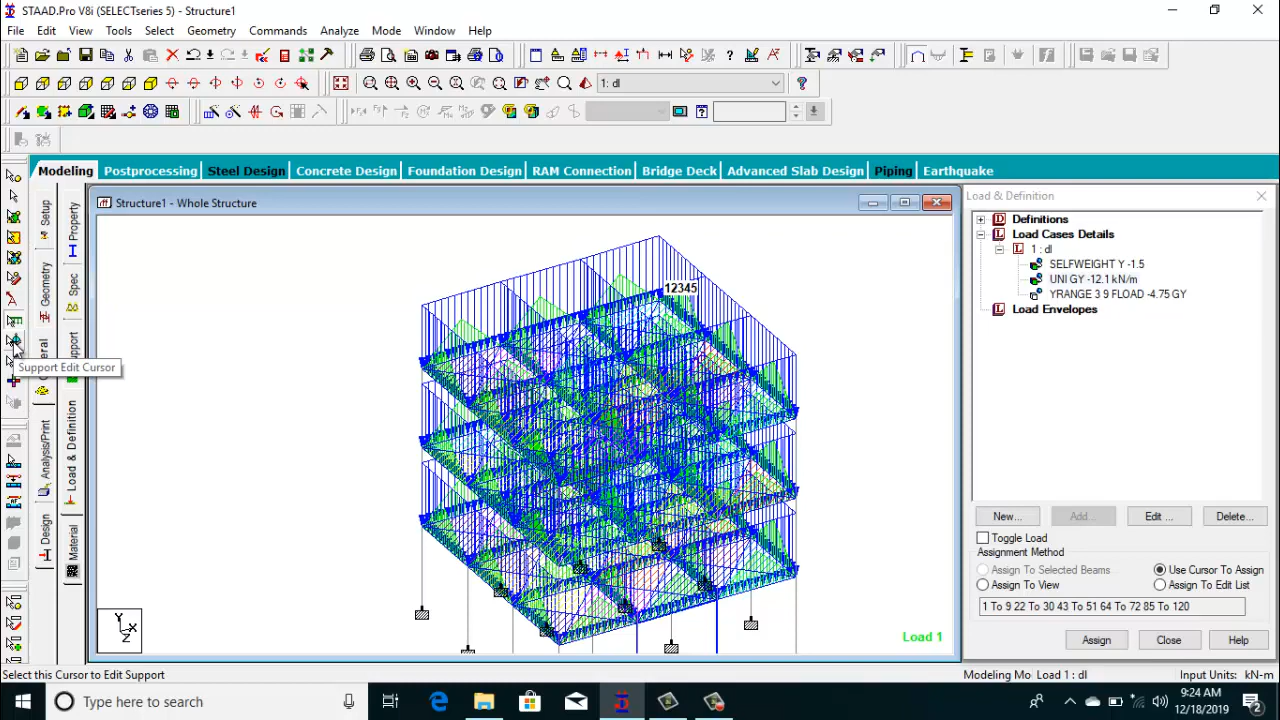 STAAD.Pro V8i (SELECTseries 5) - Structure1
File Edit View Tools Select Geometry Commands Analyze Mode Window Help
1: dl
Modeling Postprocessing Steel Design Concrete Design Foundation Design RAM Connection Bridge Deck Advanced Slab Design Piping Earthquake
Setup
Geometry
Analysis/Print
Design
Property
Spec
Support
Load & Definition
Material
Support Edit Cursor
Structure1 - Whole Structure
12345
Y
X
Z
Load 1
Load & Definition
Definitions
Load Cases Details
1 : dl
SELFWEIGHT Y -1.5
UNI GY -12.1 kN/m
YRANGE 3 9 FLOAD -4.75 GY
Load Envelopes
New... Add... Edit ... Delete...
Toggle Load
Assignment Method
Assign To Selected Beams Use Cursor To Assign
Assign To View Assign To Edit List
1 To 9 22 To 30 43 To 51 64 To 72 85 To 120
Assign Close Help
Select this Cursor to Edit Support Modeling Mo Load 1 : dl Input Units: kN-m
Type here to search
9:24 AM
12/18/2019
2